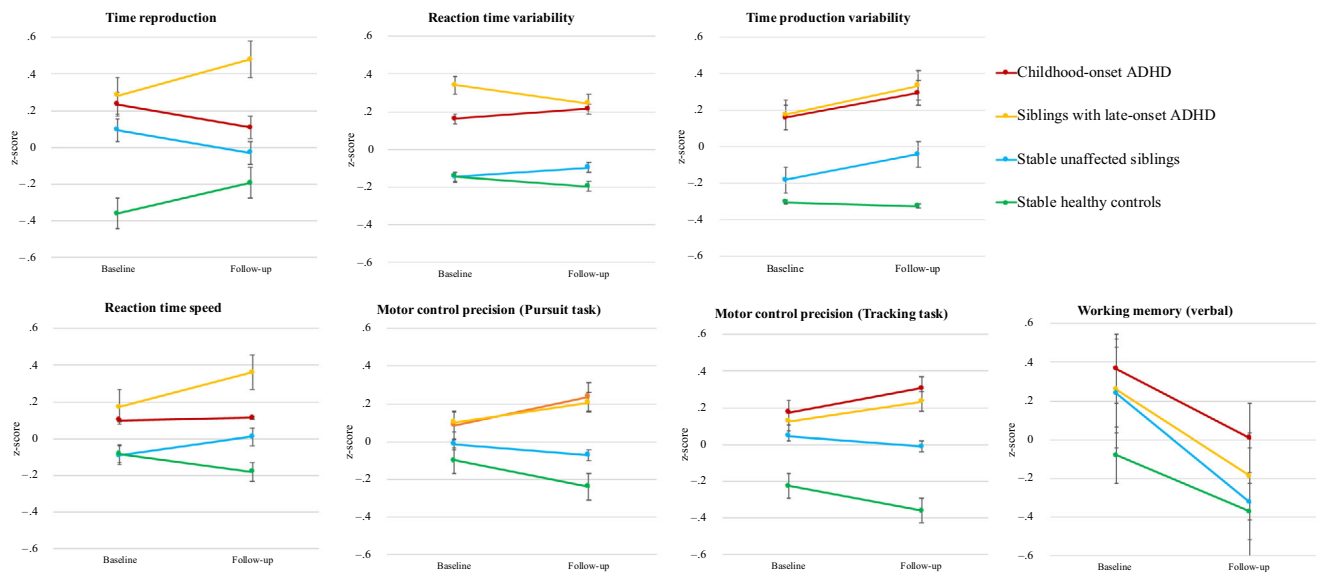 Time reproduction
z-score
.6
.4
.2
0
–.2
–.4
–.6
Baseline
Follow-up
Reaction time variability
z-score
.6
.4
.2
0
–.2
–.4
–.6
Baseline
Follow-up
Time production variability
z-score
.6
.4
.2
0
–.2
–.4
–.6
Baseline
Follow-up
Childhood-onset ADHD
Siblings with late-onset ADHD
Stable unaffected siblings
Stable healthy controls
Reaction time speed
z-score
.6
.4
.2
0
–.2
–.4
–.6
Baseline
Follow-up
Motor control precision (Pursuit task)
z-score
.6
.4
.2
0
–.2
–.4
–.6
Baseline
Follow-up
Motor control precision (Tracking task)
z-score
.6
.4
.2
0
–.2
–.4
–.6
Baseline
Follow-up
Working memory (verbal)
z-score
.6
.4
.2
0
–.2
–.4
–.6
Baseline
Follow-up